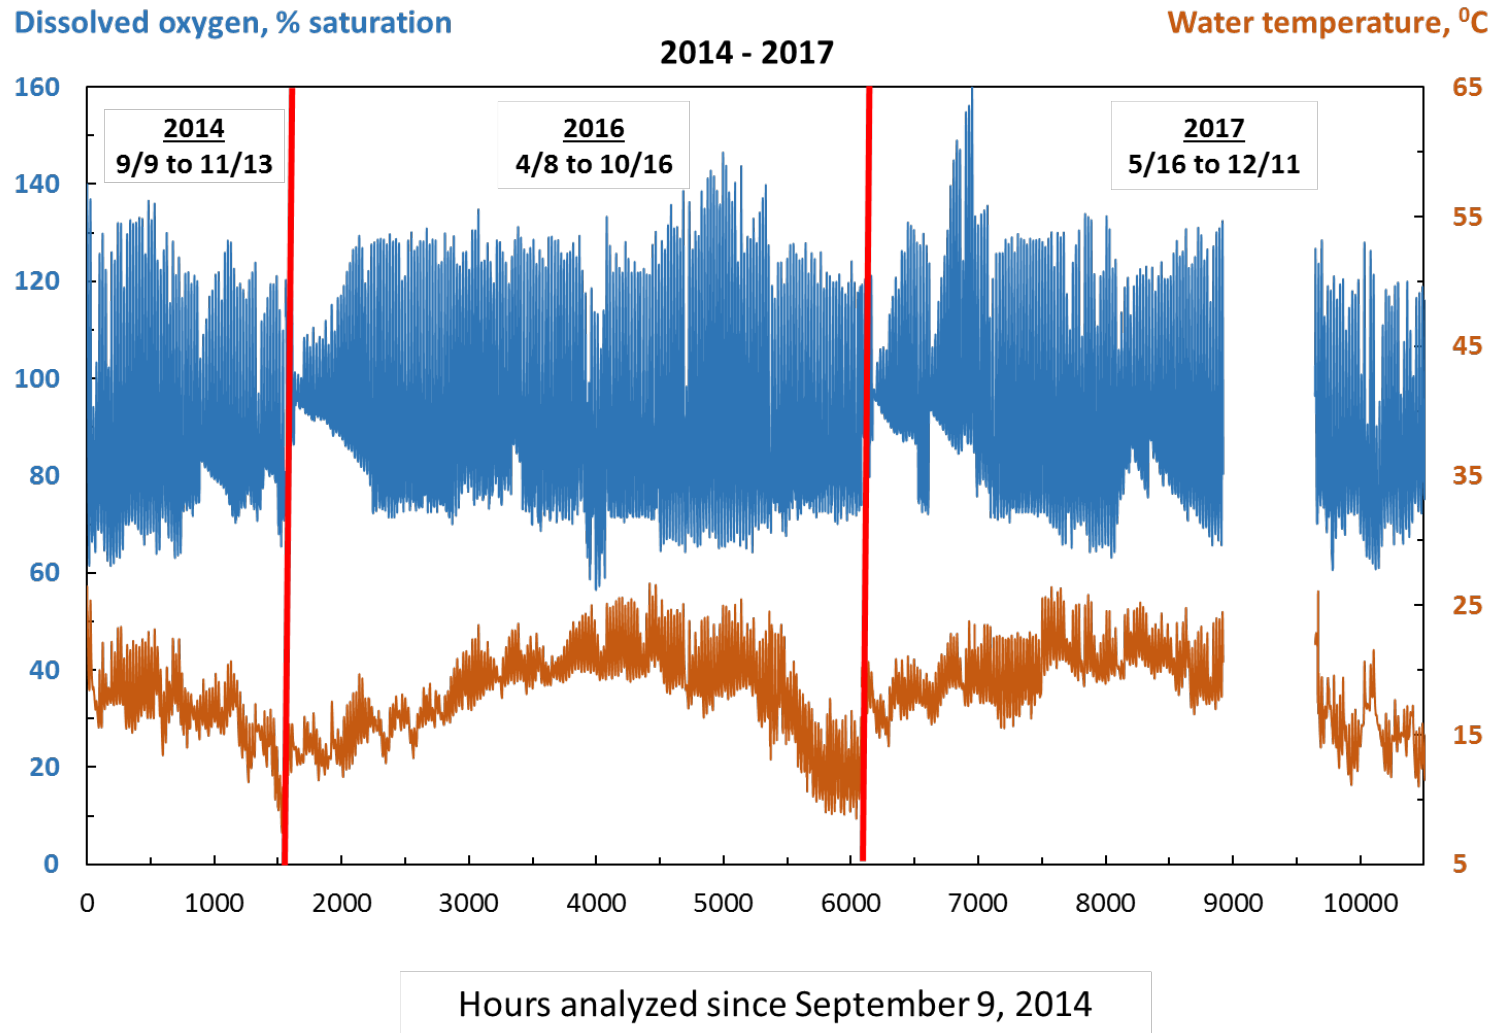 Dissolved oxygen, % saturation
Water temperature, ⁰C
2014 - 2017
160
140
120
100
80
60
40
20
0
65
55
45
35
25
15
5
2014
9/9 to 11/13
2016
4/8 to 10/16
2017
5/16 to 12/11
0 1000 2000 3000 4000 5000 6000 7000 8000 9000 10000
Hours analyzed since September 9, 2014